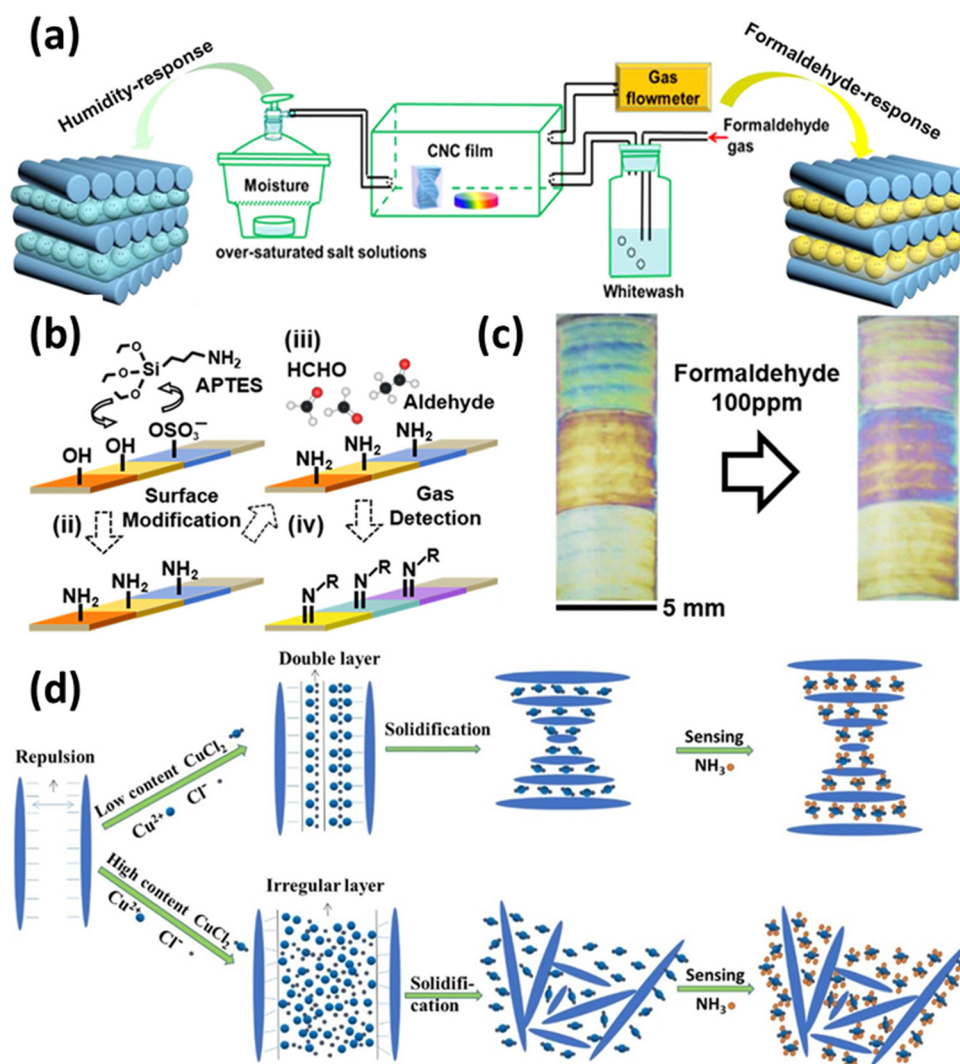 (a)
Humidity-response
Moisture
over-saturated salt solutions
CNC film
Gas
flowmeter
Formaldehyde
gas
Whitewash
Formaldehyde-response
(b)
O
O
Si
NH2
O
APTES
OH
OH
OSO3−
(ii)
Surface
Modification
NH2
NH2
NH2
(iii)
HCHO
Aldehyde
NH2
NH2
NH2
(iv)
Gas
Detection
N-R
N-R
N-R
(c)
Formaldehyde
100ppm
5 mm
(d)
Repulsion
Low content CuCl2
Cu2+
Cl-
Double layer
Solidification
Sensing
NH3
High content CuCl2
Cu2+
Cl-
Irregular layer
Solidifi-
cation
Sensing
NH3